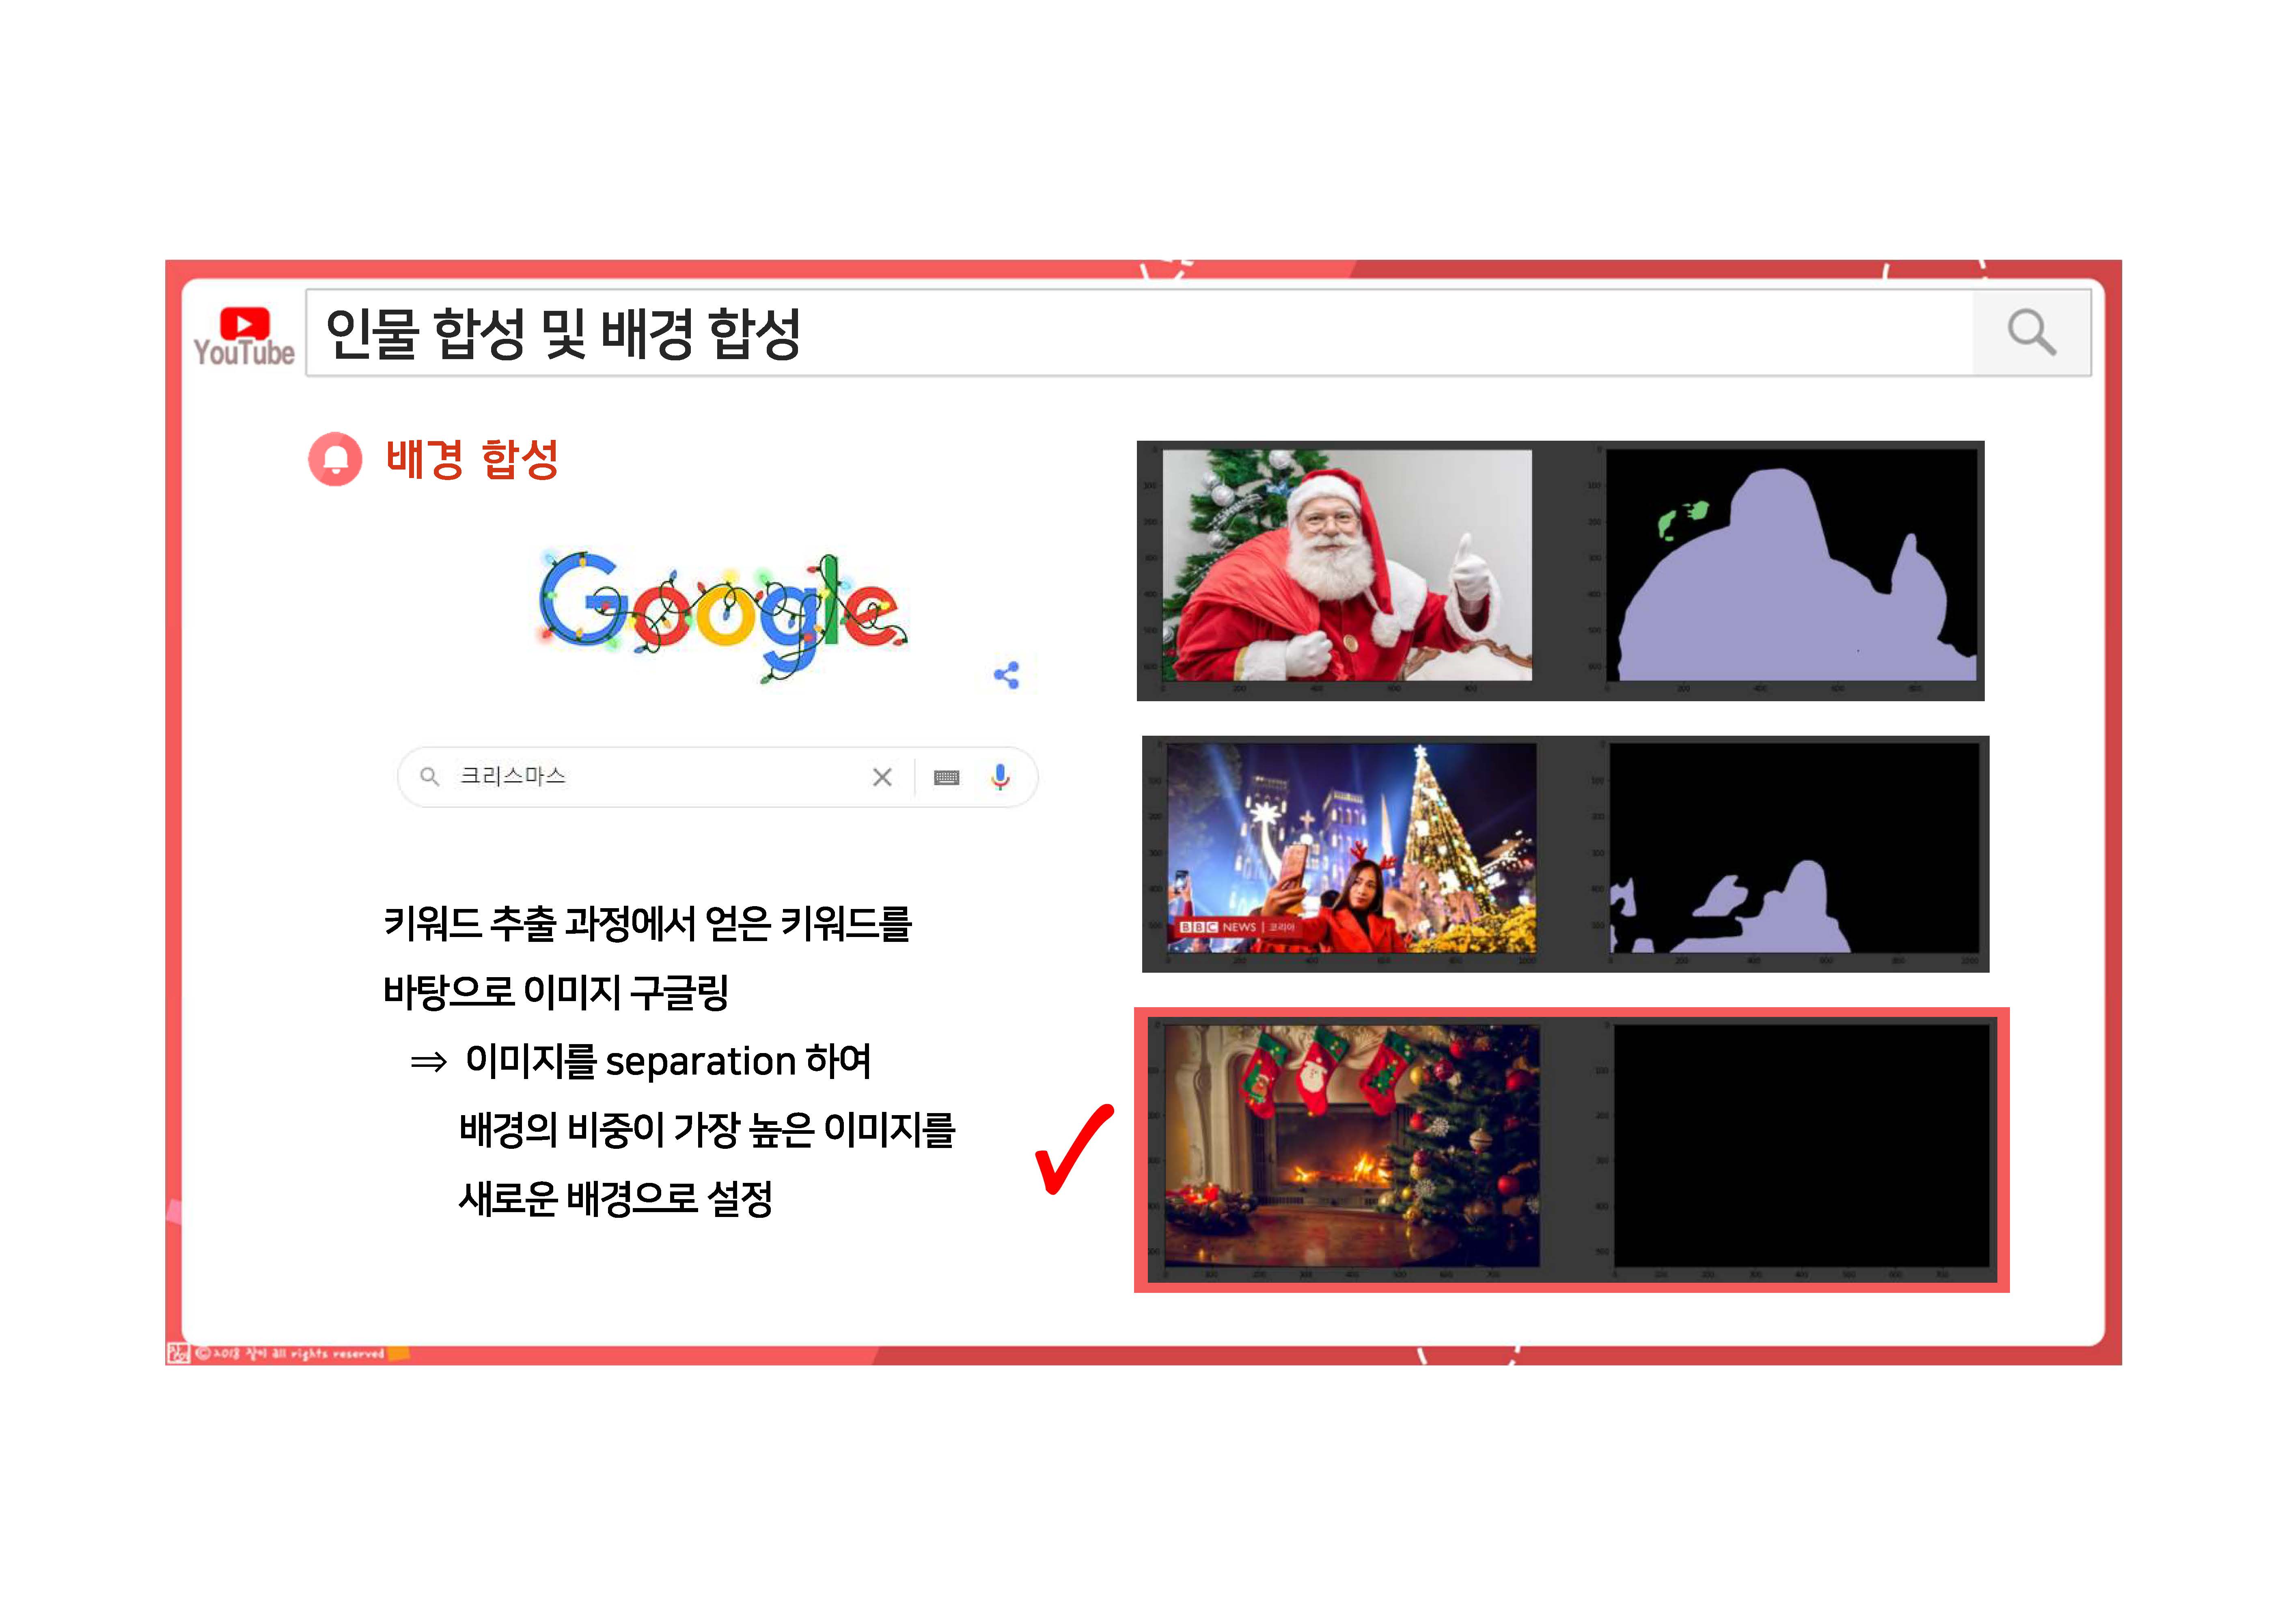 YouTube
인물 합성 및 배경 합성
배경 합성
Google
크리스마스
키워드 추출 과정에서 얻은 키워드를
바탕으로 이미지 구글링
⇒ 이미지를 separation 하여
배경의 비중이 가장 높은 이미지를
새로운 배경으로 설정
BBC NEWS | 코리아
©2018 짤이 all rights reserved